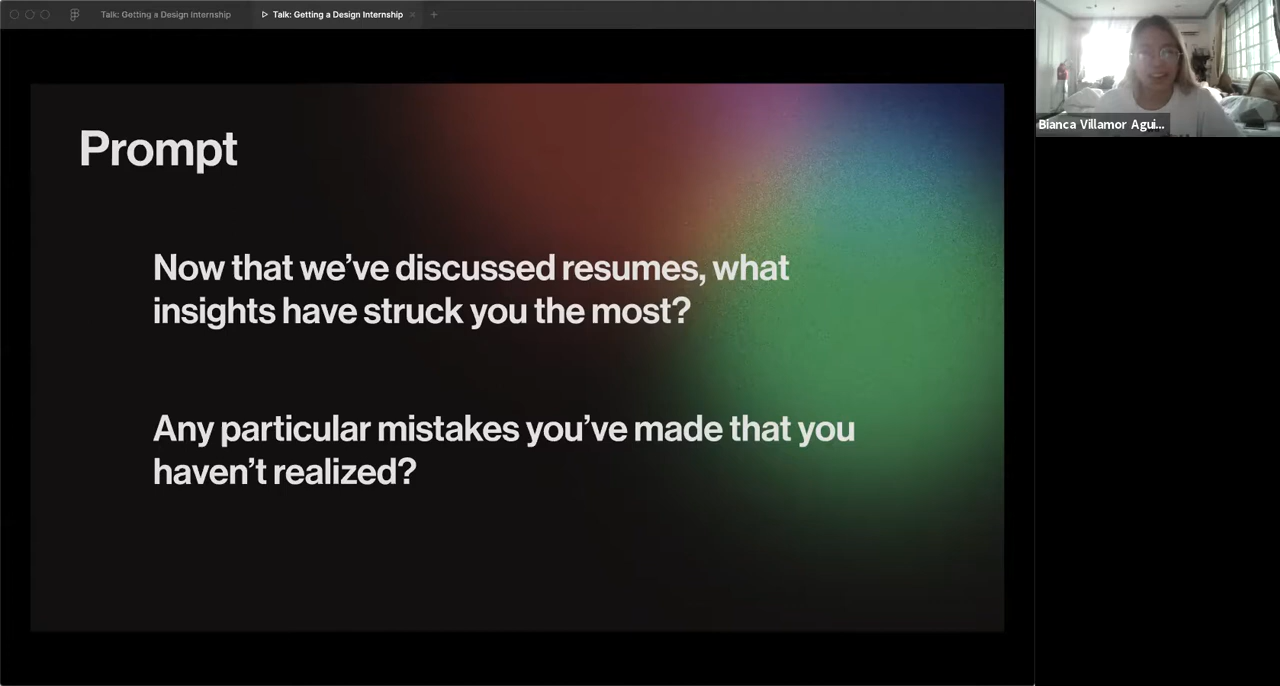 Talk: Getting a Design Internship
Talk: Getting a Design Internship
Prompt
Now that we’ve discussed resumes, what
insights have struck you the most?
Any particular mistakes you’ve made that you
haven’t realized?
Bianca Villamor Agui...